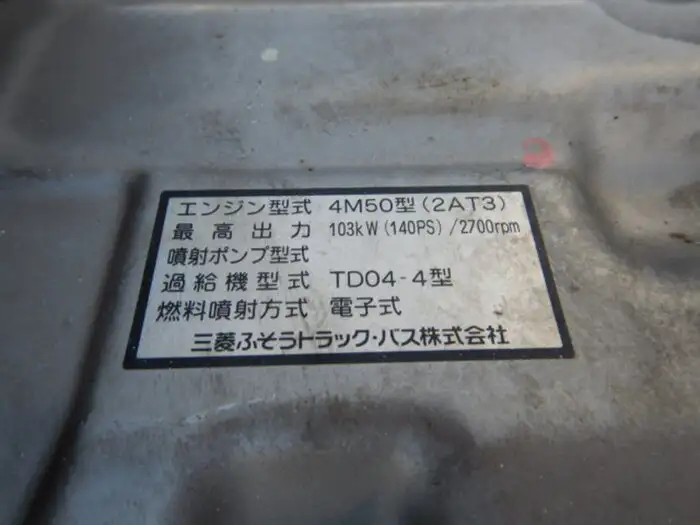 エンジン型式 4M50型(2AT3)
最高出力 103kW(140PS)/2700rpm
噴射ポンプ型式
過給機型式 TD04-4型
燃料噴射方式 電子式
三菱ふそうトラック・バス株式会社